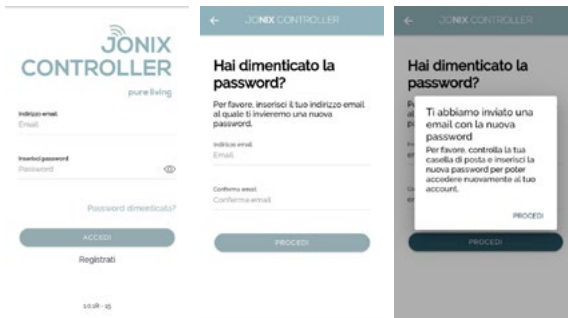 JONIX
CONTROLLER
pure living
Indirizzo email
Email
Inserisci password
Password
Password dimenticata?
ACCEDI
Registrati
JONIX CONTROLLER
Hai dimenticato la
password?
Per favore, inserisci il tuo indirizzo email
al quale ti invieremo una nuova
password.
Indirizzo email
Email
Conferma email
Conferma email
PROCEDI
JONIX CONTROLLER
Hai dimenticato la
Ti abbiamo inviato una
email con la nuova
password
Per favore, controlla la tua
casella di posta e inserisci la
nuova password per poter
accedere nuovamente al tuo
account.
PROCEDI
PROCEDI